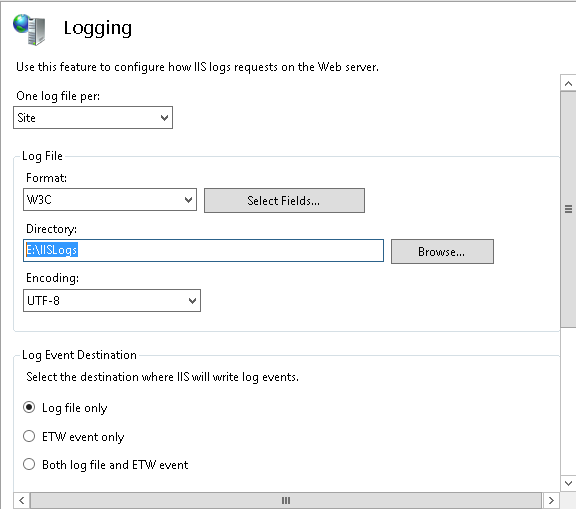 Logging
Use this feature to configure how IIS logs requests on the Web server.
One log file per:
Site
Log File
Format:
W3C
Select Fields...
Directory:
E:\IISLogs
Browse...
Encoding:
UTF-8
Log Event Destination
Select the destination where IIS will write log events.
Log file only
ETW event only
Both log file and ETW event